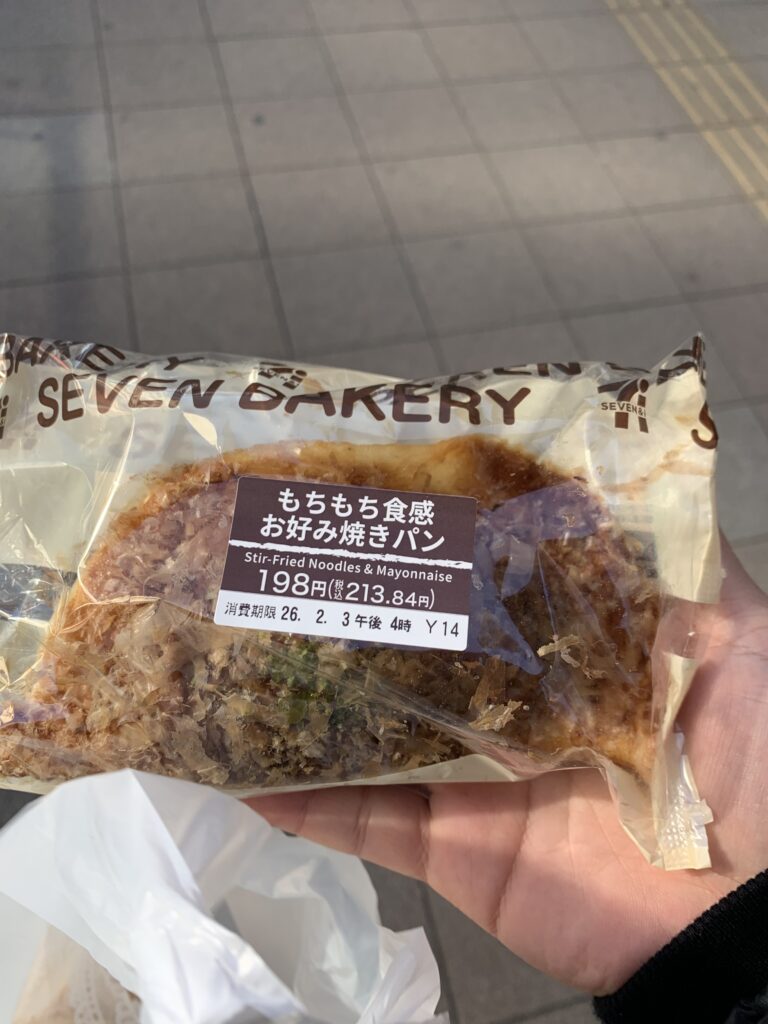 BAKERY
SEVEN BAKERY
SEVEN & i
もちもち食感
お好み焼きパン
Stir-Fried Noodles & Mayonnaise
198円(税込213.84円)
消費期限 26. 2. 3午後 4時 Y14